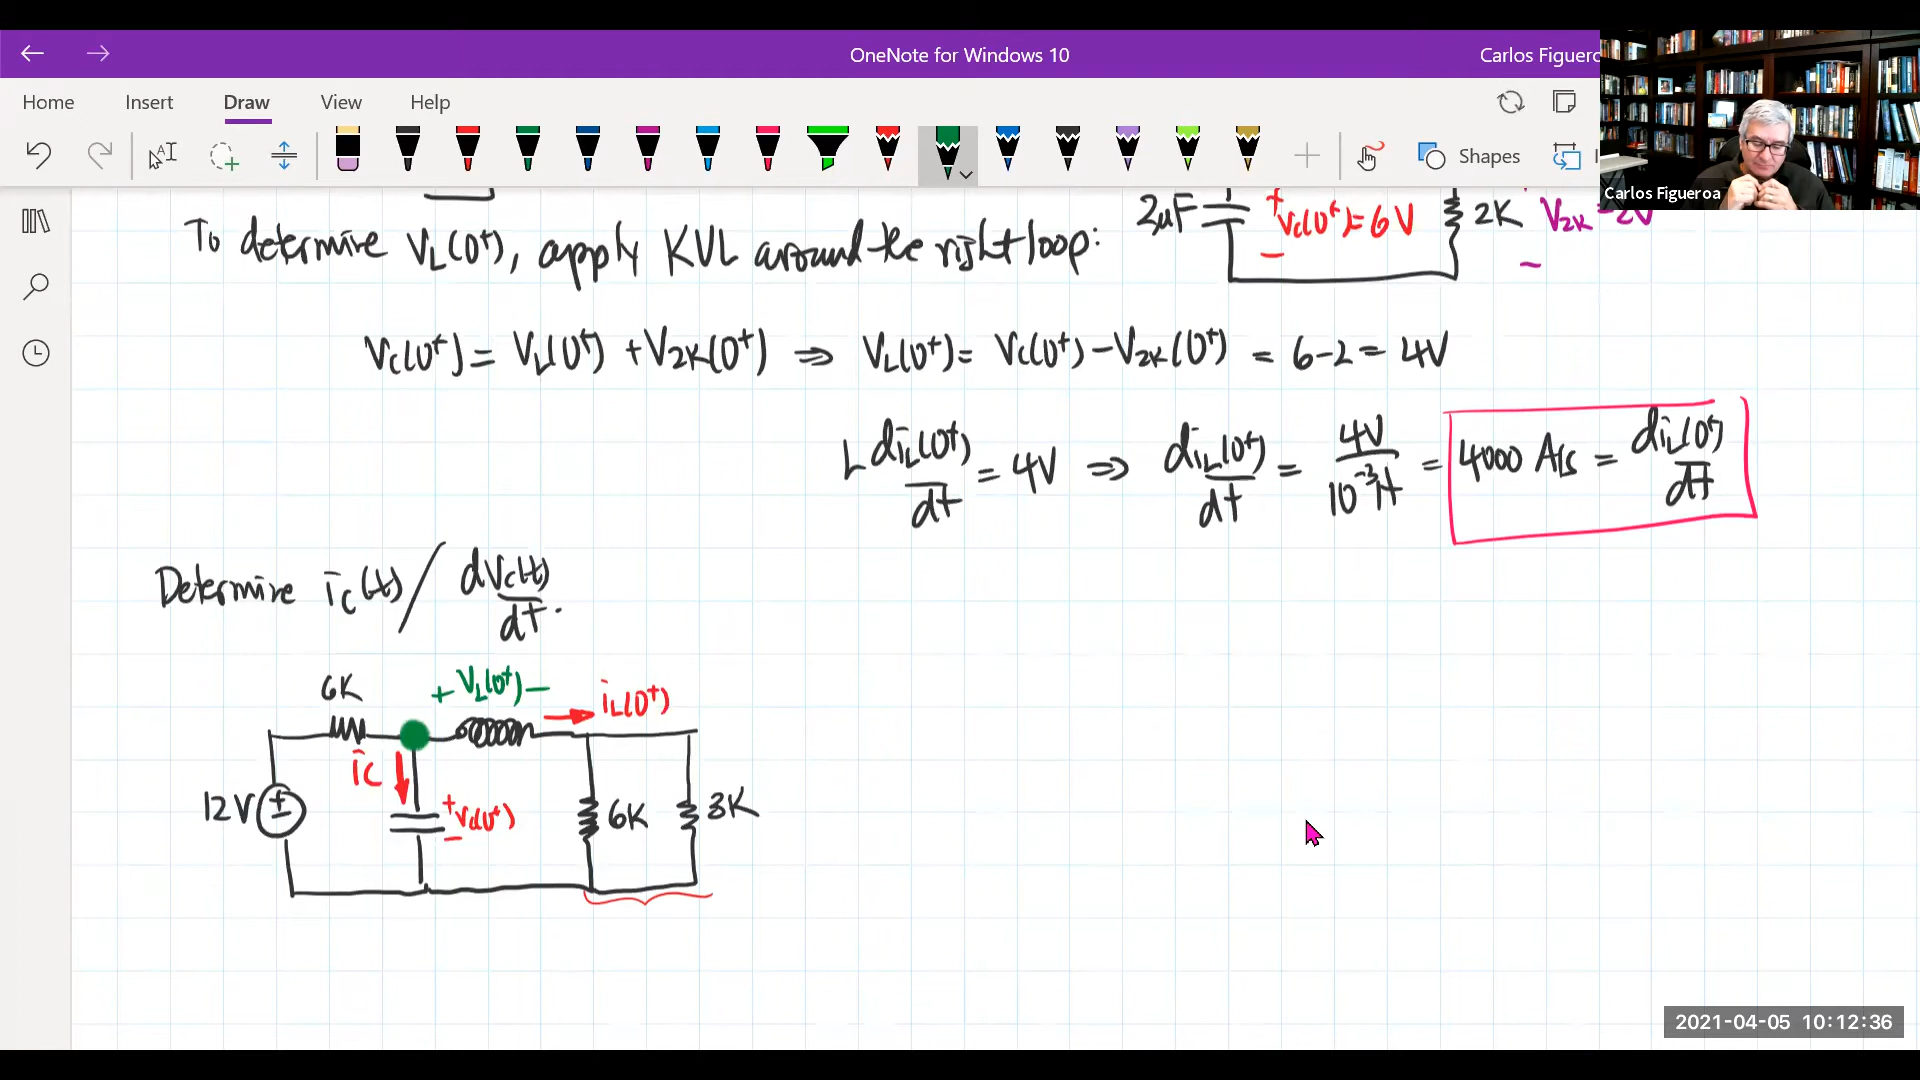 OneNote for Windows 10
Carlos Figuero
Home Insert Draw View Help
Shapes
Carlos Figueroa
2uF + Vc(0+)=6V − 2K V2K = 2V −
To determine VL(0+), apply KVL around the right loop:
Vc(0+) = VL(0+) + V2K(0+) ⇒ VL(0+) = Vc(0+) − V2K(0+) = 6−2 = 4V
L diL(0+)/dt = 4V ⇒ diL(0+)/dt = 4V/10⁻³H = 4000 A/s = diL(0+)/dt
Determine ic(t) / dVc(t)/dt.
6K + VL(0+) − iL(0+)
ic
12V + − + Vc(0+) − 6K 3K
2021-04-05 10:12:36